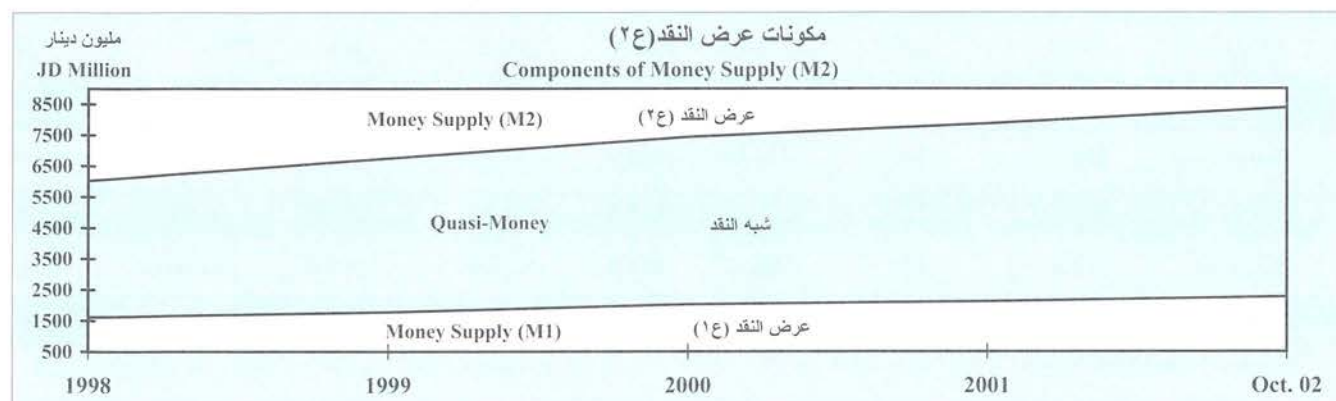 مكونات عرض النقد(ع٢)
مليون دينار
JD Million
Components of Money Supply (M2)
8500
Money Supply (M2) عرض النقد (ع٢)
7500
6500
5500
Quasi-Money شبه النقد
4500
3500
2500
1500
Money Supply (M1) عرض النقد (ع١)
500
1998 1999 2000 2001 Oct. 02